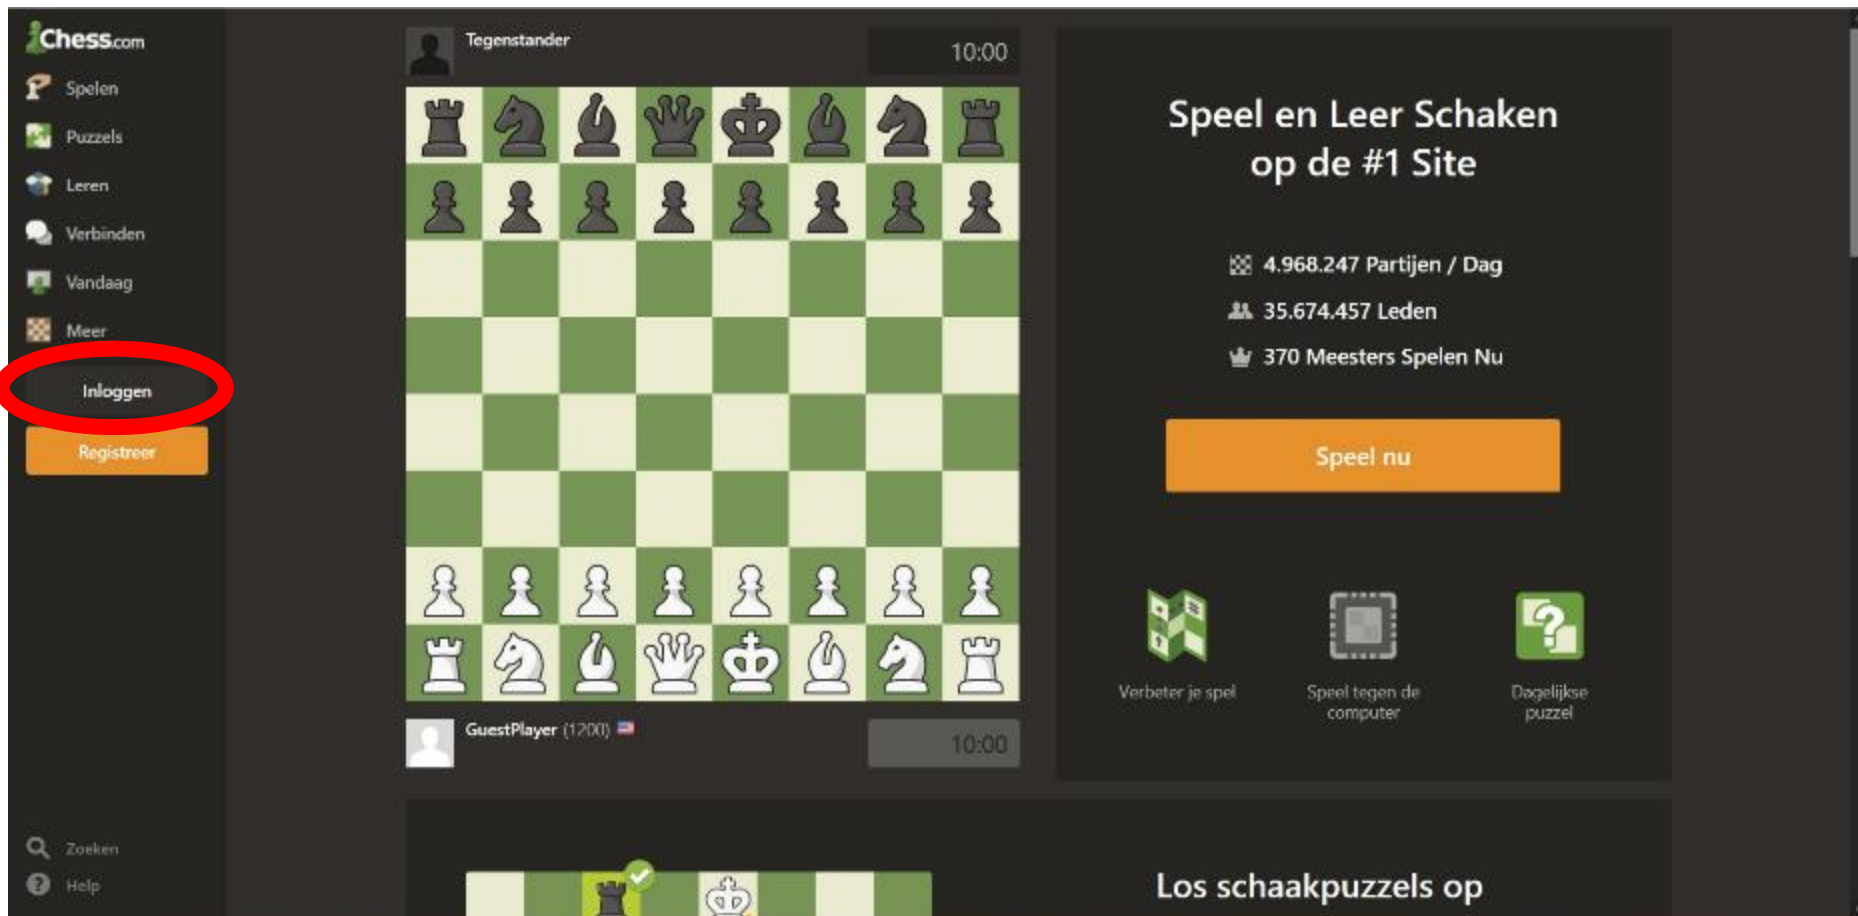 Chess.com
Spelen
Puzzels
Leren
Verbinden
Vandaag
Meer
Inloggen
Registreer
Zoeken
Help
Tegenstander
10:00
GuestPlayer (1200)
10:00
Speel en Leer Schaken
op de #1 Site
4.968.247 Partijen / Dag
35.674.457 Leden
370 Meesters Spelen Nu
Speel nu
Verbeter je spel
Speel tegen de
computer
Dagelijkse
puzzel
Los schaakpuzzels op